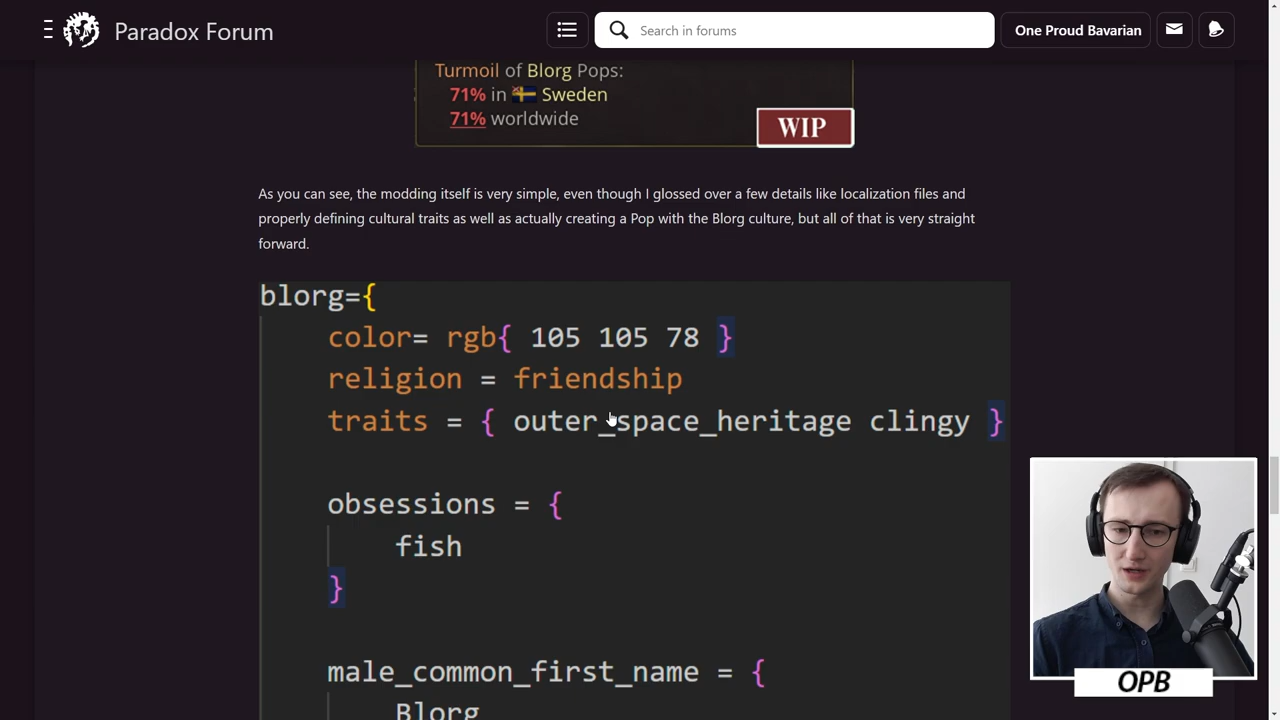 Paradox Forum
Search in forums
One Proud Bavarian
Turmoil of Blorg Pops:
71% in Sweden
71% worldwide
WIP
As you can see, the modding itself is very simple, even though I glossed over a few details like localization files and
properly defining cultural traits as well as actually creating a Pop with the Blorg culture, but all of that is very straight
forward.
blorg={
color= rgb{ 105 105 78 }
religion = friendship
traits = { outer_space_heritage clingy }
obsessions = {
fish
}
male_common_first_name = {
Blorg
OPB